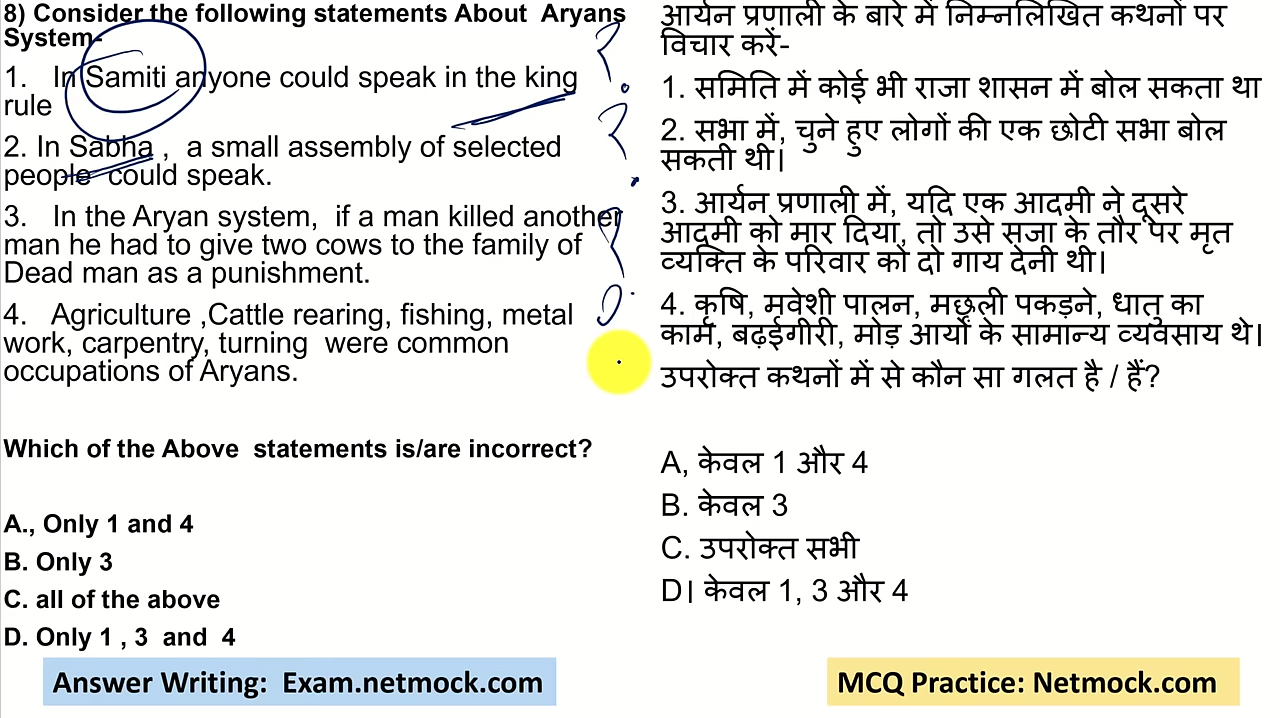 8) Consider the following statements About Aryans
System-
1. In Samiti anyone could speak in the king
rule
2. In Sabha , a small assembly of selected
people could speak.
3. In the Aryan system, if a man killed another
man he had to give two cows to the family of
Dead man as a punishment.
4. Agriculture ,Cattle rearing, fishing, metal
work, carpentry, turning were common
occupations of Aryans.
Which of the Above statements is/are incorrect?
A., Only 1 and 4
B. Only 3
C. all of the above
D. Only 1 , 3 and 4
आर्यन प्रणाली के बारे में निम्नलिखित कथनों पर
विचार करें-
1. समिति में कोई भी राजा शासन में बोल सकता था
2. सभा में, चुने हुए लोगों की एक छोटी सभा बोल
सकती थी।
3. आर्यन प्रणाली में, यदि एक आदमी ने दूसरे
आदमी को मार दिया, तो उसे सजा के तौर पर मृत
व्यक्ति के परिवार को दो गाय देनी थी।
4. कृषि, मवेशी पालन, मछली पकड़ने, धातु का
काम, बढ़ईगीरी, मोड़ आर्यों के सामान्य व्यवसाय थे।
उपरोक्त कथनों में से कौन सा गलत है / हैं?
A, केवल 1 और 4
B. केवल 3
C. उपरोक्त सभी
D। केवल 1, 3 और 4
Answer Writing: Exam.netmock.com
MCQ Practice: Netmock.com